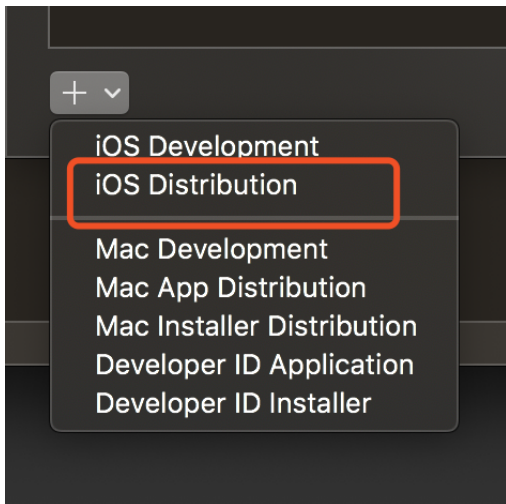 iOS Development
iOS Distribution
Mac Development
Mac App Distribution
Mac Installer Distribution
Developer ID Application
Developer ID Installer